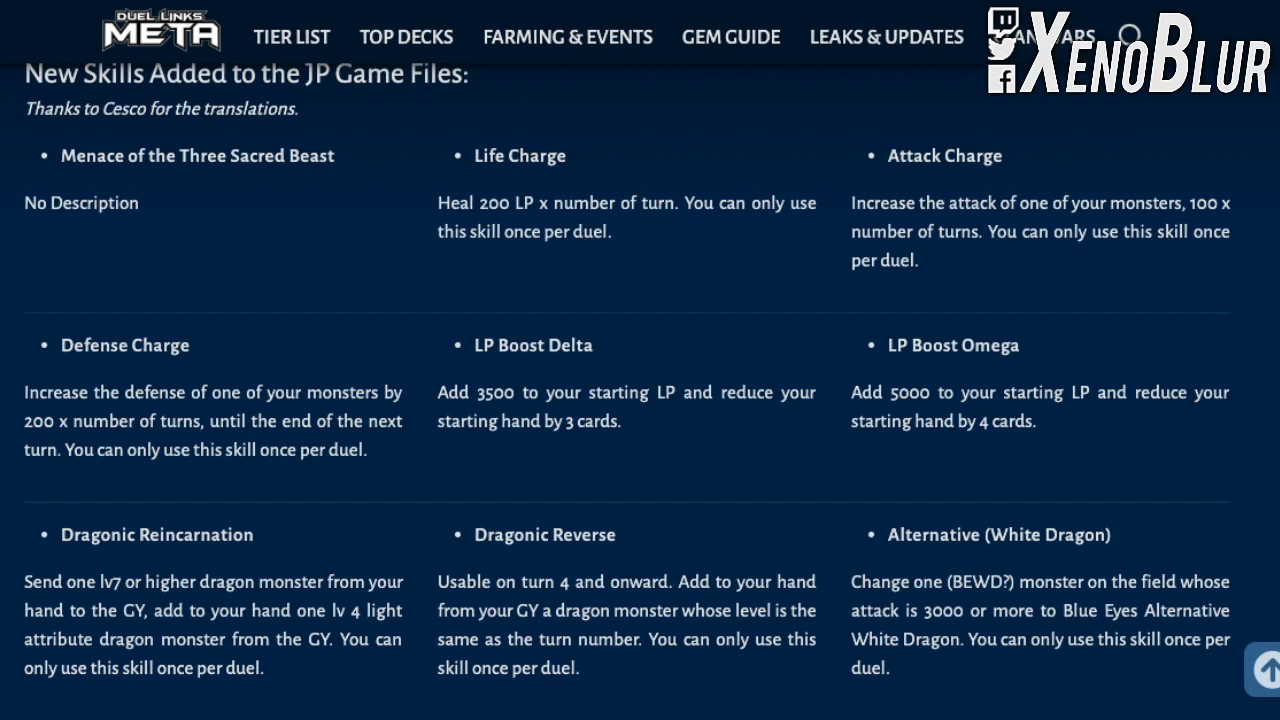 DUEL LINKS
META
TIER LIST
TOP DECKS
FARMING & EVENTS
GEM GUIDE
LEAKS & UPDATES
XENOBLUR
New Skills Added to the JP Game Files:
Thanks to Cesco for the translations.
• Menace of the Three Sacred Beast
No Description
• Life Charge
Heal 200 LP x number of turn. You can only use
this skill once per duel.
• Attack Charge
Increase the attack of one of your monsters, 100 x
number of turns. You can only use this skill once
per duel.
• Defense Charge
Increase the defense of one of your monsters by
200 x number of turns, until the end of the next
turn. You can only use this skill once per duel.
• LP Boost Delta
Add 3500 to your starting LP and reduce your
starting hand by 3 cards.
• LP Boost Omega
Add 5000 to your starting LP and reduce your
starting hand by 4 cards.
• Dragonic Reincarnation
Send one lv7 or higher dragon monster from your
hand to the GY, add to your hand one lv 4 light
attribute dragon monster from the GY. You can
only use this skill once per duel.
• Dragonic Reverse
Usable on turn 4 and onward. Add to your hand
from your GY a dragon monster whose level is the
same as the turn number. You can only use this
skill once per duel.
• Alternative (White Dragon)
Change one (BEWD?) monster on the field whose
attack is 3000 or more to Blue Eyes Alternative
White Dragon. You can only use this skill once per
duel.